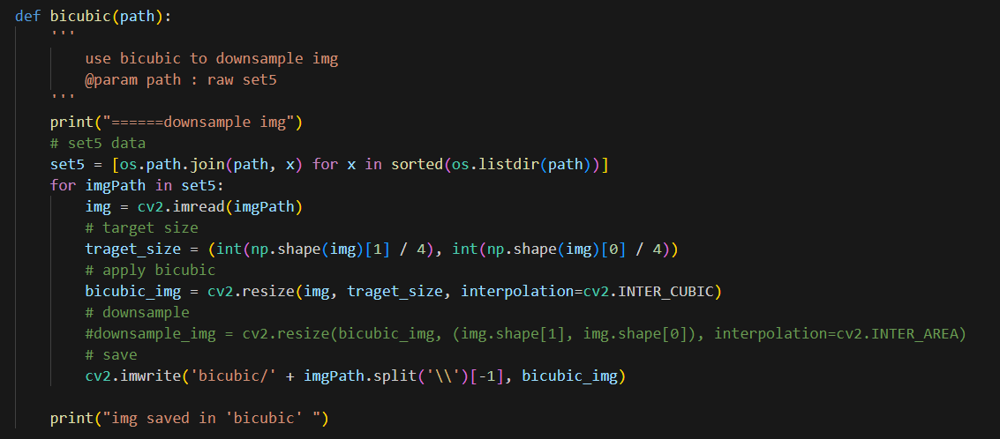 def bicubic(path):
    '''
        use bicubic to downsample img
        @param path : raw set5
    '''
    print("======downsample img")
    # set5 data
    set5 = [os.path.join(path, x) for x in sorted(os.listdir(path))]
    for imgPath in set5:
        img = cv2.imread(imgPath)
        # target size
        traget_size = (int(np.shape(img)[1] / 4), int(np.shape(img)[0] / 4))
        # apply bicubic
        bicubic_img = cv2.resize(img, traget_size, interpolation=cv2.INTER_CUBIC)
        # downsample
        #downsample_img = cv2.resize(bicubic_img, (img.shape[1], img.shape[0]), interpolation=cv2.INTER_AREA)
        # save
        cv2.imwrite('bicubic/' + imgPath.split('\\')[-1], bicubic_img)
    print("img saved in 'bicubic' ")